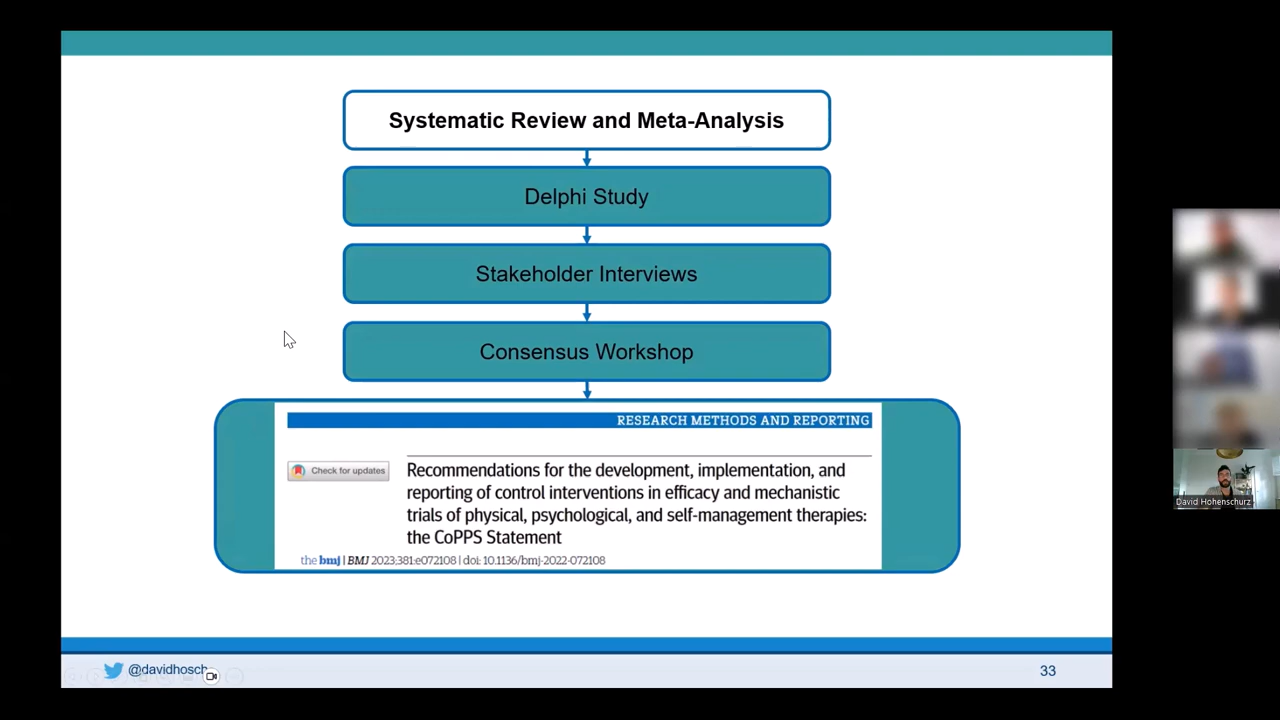 Systematic Review and Meta-Analysis
Delphi Study
Stakeholder Interviews
Consensus Workshop
RESEARCH METHODS AND REPORTING
Check for updates
Recommendations for the development, implementation, and
reporting of control interventions in efficacy and mechanistic
trials of physical, psychological, and self-management therapies:
the CoPPS Statement
the bmj | BMJ 2023;381:e072108 | doi: 10.1136/bmj-2022-072108
@davidhosch
33
David Hohenschurz